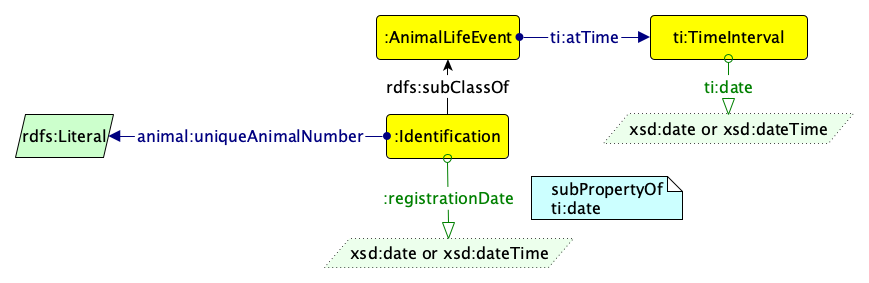 :AnimalLifeEvent
ti:atTime
ti:TimeInterval
rdfs:subClassOf
ti:date
xsd:date or xsd:dateTime
rdfs:Literal
animal:uniqueAnimalNumber
:Identification
:registrationDate
subPropertyOf
ti:date
xsd:date or xsd:dateTime